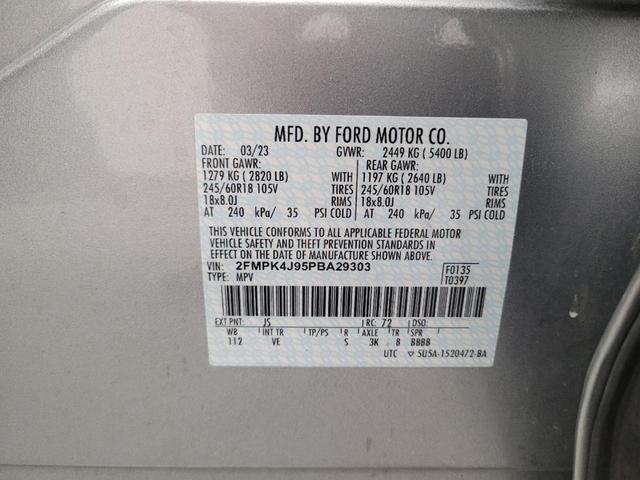 MFD. BY FORD MOTOR CO.
DATE: 03/23 GVWR: 2449 KG ( 5400 LB)
FRONT GAWR: REAR GAWR:
1279 KG ( 2820 LB) WITH 1197 KG ( 2640 LB) WITH
245/60R18 105V TIRES 245/60R18 105V TIRES
18x8.0J RIMS 18x8.0J RIMS
AT 240 kPa/ 35 PSI COLD AT 240 kPa/ 35 PSI COLD
THIS VEHICLE CONFORMS TO ALL APPLICABLE FEDERAL MOTOR
VEHICLE SAFETY AND THEFT PREVENTION STANDARDS IN
EFFECT ON THE DATE OF MANUFACTURE SHOWN ABOVE.
VIN: 2FMPK4J95PBA29303 F0135
TYPE: MPV T0397
EXT PNT: JS RC: 72 DSO:
WB INT TR TP/PS R AXLE TR SPR
112 VE S 3K 8 BBBB
UTC ▽ SU5A-1520472-BA